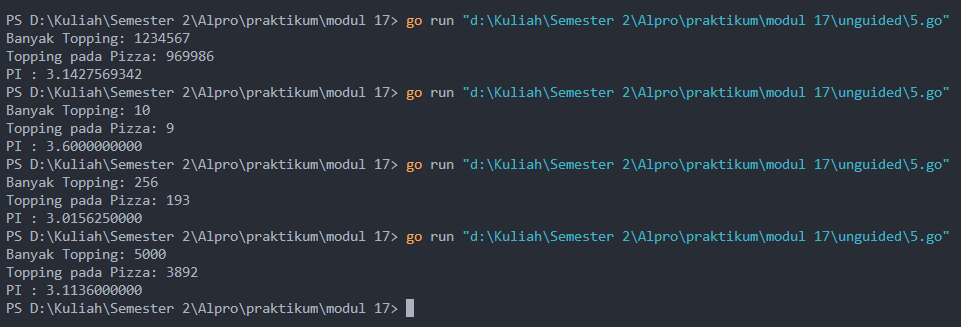 PS D:\Kuliah\Semester 2\Alpro\praktikum\modul 17> go run "d:\Kuliah\Semester 2\Alpro\praktikum\modul 17\unguided\5.go"
Banyak Topping: 1234567
Topping pada Pizza: 969986
PI : 3.1427569342
PS D:\Kuliah\Semester 2\Alpro\praktikum\modul 17> go run "d:\Kuliah\Semester 2\Alpro\praktikum\modul 17\unguided\5.go"
Banyak Topping: 10
Topping pada Pizza: 9
PI : 3.6000000000
PS D:\Kuliah\Semester 2\Alpro\praktikum\modul 17> go run "d:\Kuliah\Semester 2\Alpro\praktikum\modul 17\unguided\5.go"
Banyak Topping: 256
Topping pada Pizza: 193
PI : 3.0156250000
PS D:\Kuliah\Semester 2\Alpro\praktikum\modul 17> go run "d:\Kuliah\Semester 2\Alpro\praktikum\modul 17\unguided\5.go"
Banyak Topping: 5000
Topping pada Pizza: 3892
PI : 3.1136000000
PS D:\Kuliah\Semester 2\Alpro\praktikum\modul 17>